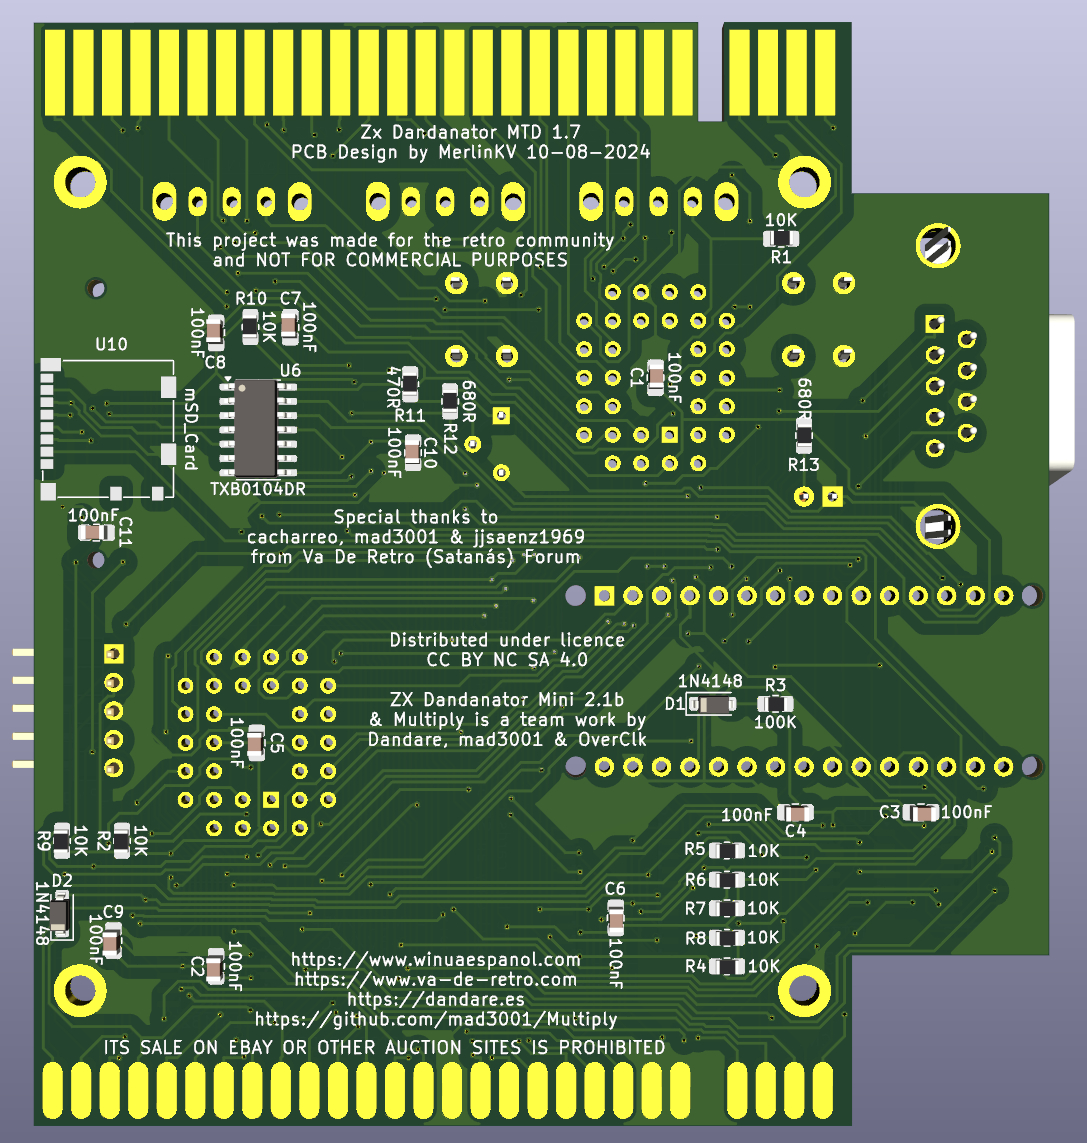 Zx Dandanator MTD 1.7
PCB Design by MerlinKV 10-08-2024
10K
R1
This project was made for the retro community
and NOT FOR COMMERCIAL PURPOSES
R10
C7
100nF
10K
100nF
C8
U10
U6
mSD_Card
TXB0104DR
470R
R11
680R
R12
100nF
C10
C1
100nF
680R
R13
100nF
C11
Special thanks to
cacharreo, mad3001 & jjsaenz1969
from Va De Retro (Satanás) Forum
Distributed under licence
CC BY NC SA 4.0
1N4148
D1
R3
100K
ZX Dandanator Mini 2.1b
& Multiply is a team work by
Dandare, mad3001 & OverClk
100nF
C5
100nF
C4
C3
100nF
R9
10K
R2
10K
R5
10K
R6
10K
R7
10K
R8
10K
R4
10K
D2
1N4148
C9
100nF
C2
100nF
C6
100nF
https://www.winuaespanol.com
https://www.va-de-retro.com
https://dandare.es
https://github.com/mad3001/Multiply
ITS SALE ON EBAY OR OTHER AUCTION SITES IS PROHIBITED